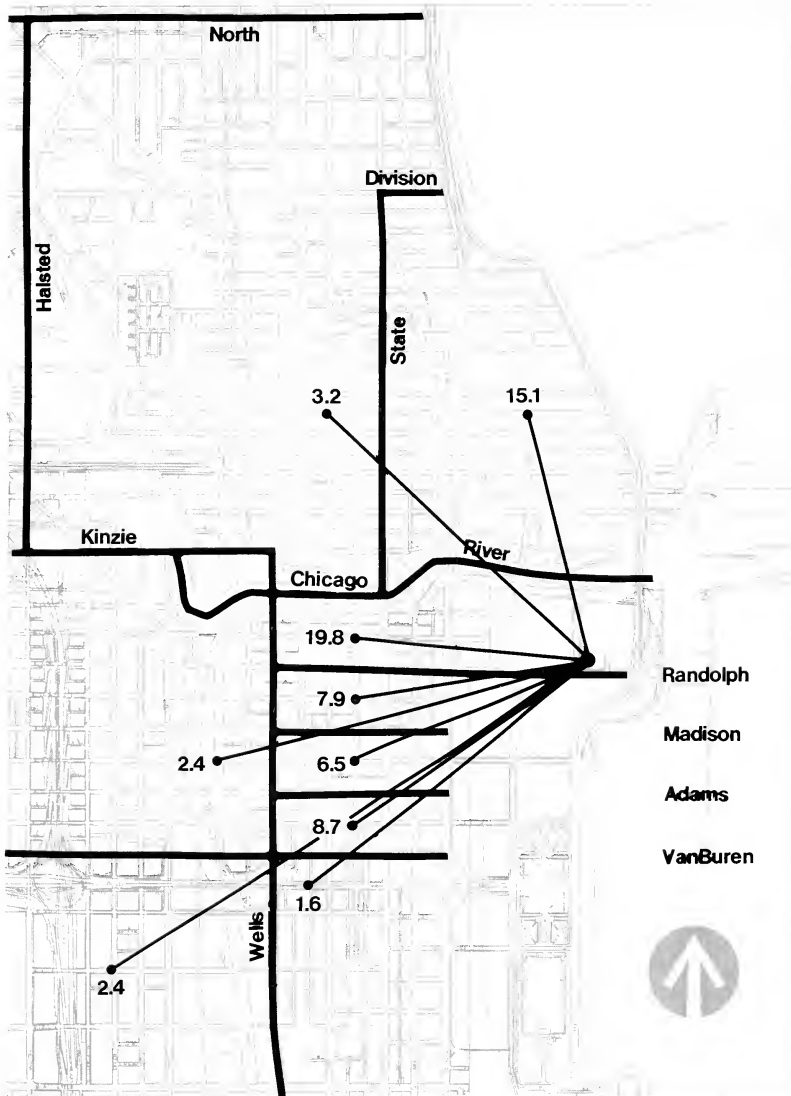 North
Division
Halsted
State
3.2
15.1
Kinzie
River
Chicago
19.8
Randolph
7.9
Madison
2.4
6.5
Adams
8.7
VanBuren
1.6
Wells
2.4